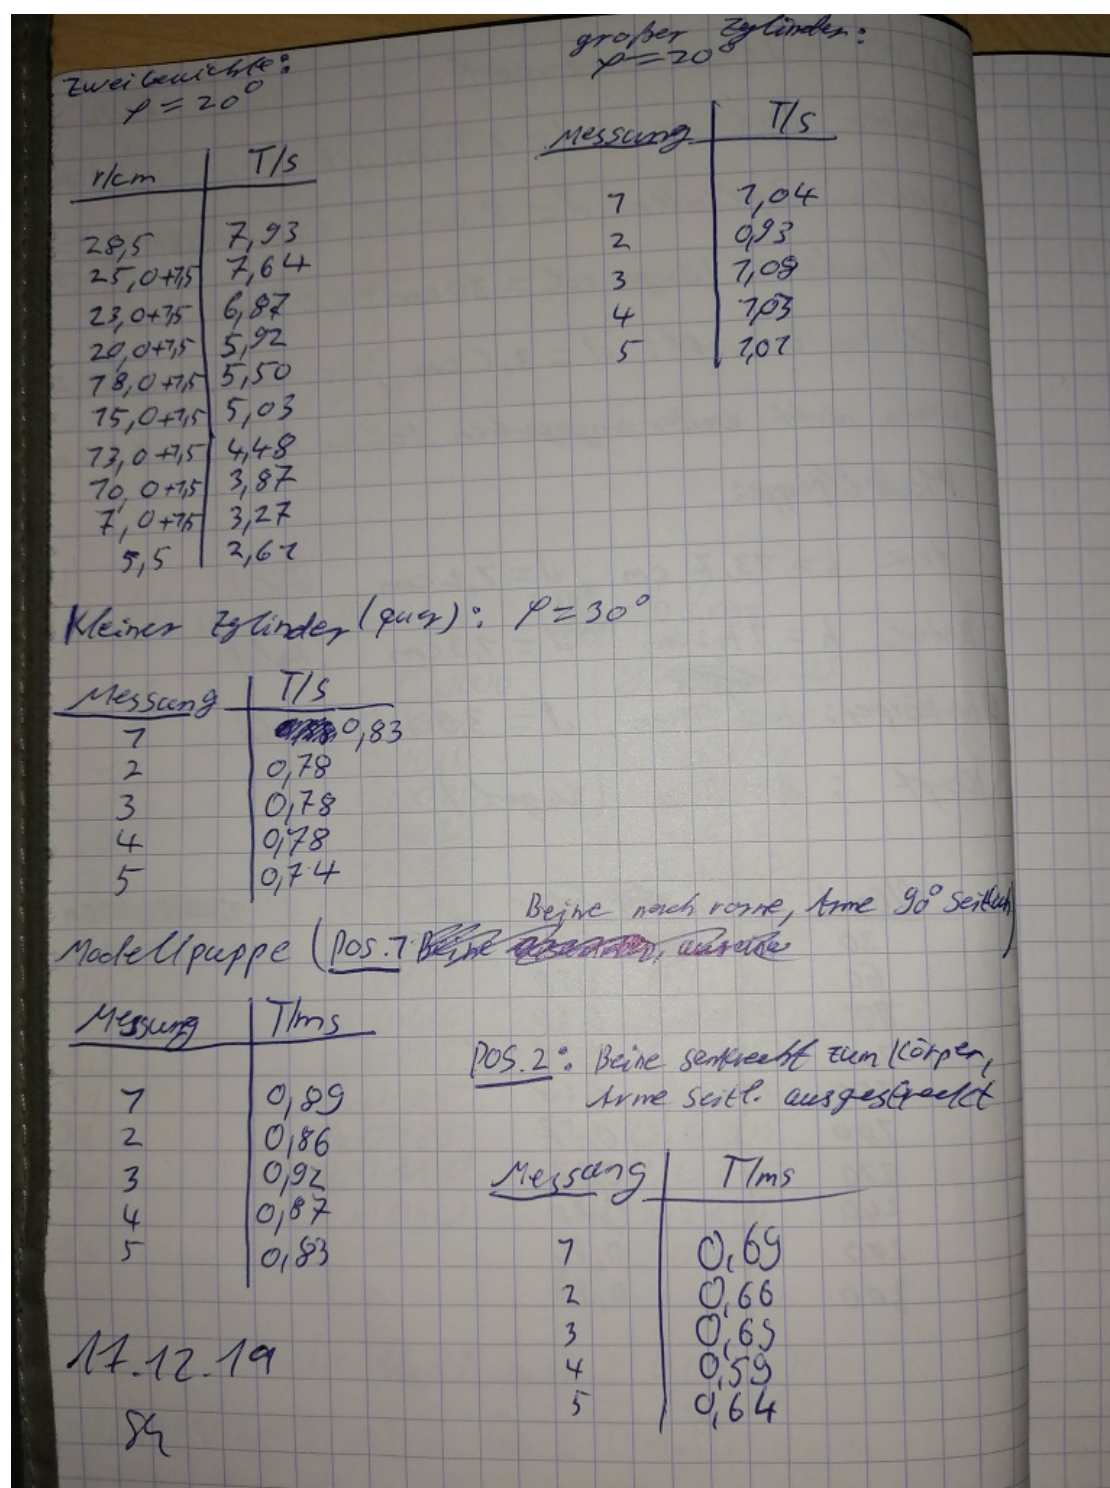 Zwei Gewichte:
φ = 20°
r/cm T/s
28,5 7,93
25,0+1,5 7,64
23,0+1,5 6,87
20,0+1,5 5,92
18,0+1,5 5,50
15,0+1,5 5,03
13,0+1,5 4,48
10,0+1,5 3,87
7,0+1,5 3,27
5,5 2,61
großer Zylinder:
φ = 20°
Messung T/s
1 1,04
2 0,93
3 1,08
4 1,03
5 1,01
Kleiner Zylinder (quer): φ = 30°
Messung T/s
1 0,83
2 0,78
3 0,78
4 0,78
5 0,74
Beine nach vorne, Arme 90° seitlich)
Modellpuppe (Pos. 1
Messung T/ms
1 0,89
2 0,86
3 0,92
4 0,87
5 0,83
Pos. 2: Beine senkrecht zum Körper,
Arme seitl. ausgestreckt
Messung T/ms
1 0,69
2 0,66
3 0,65
4 0,59
5 0,64
17.12.19